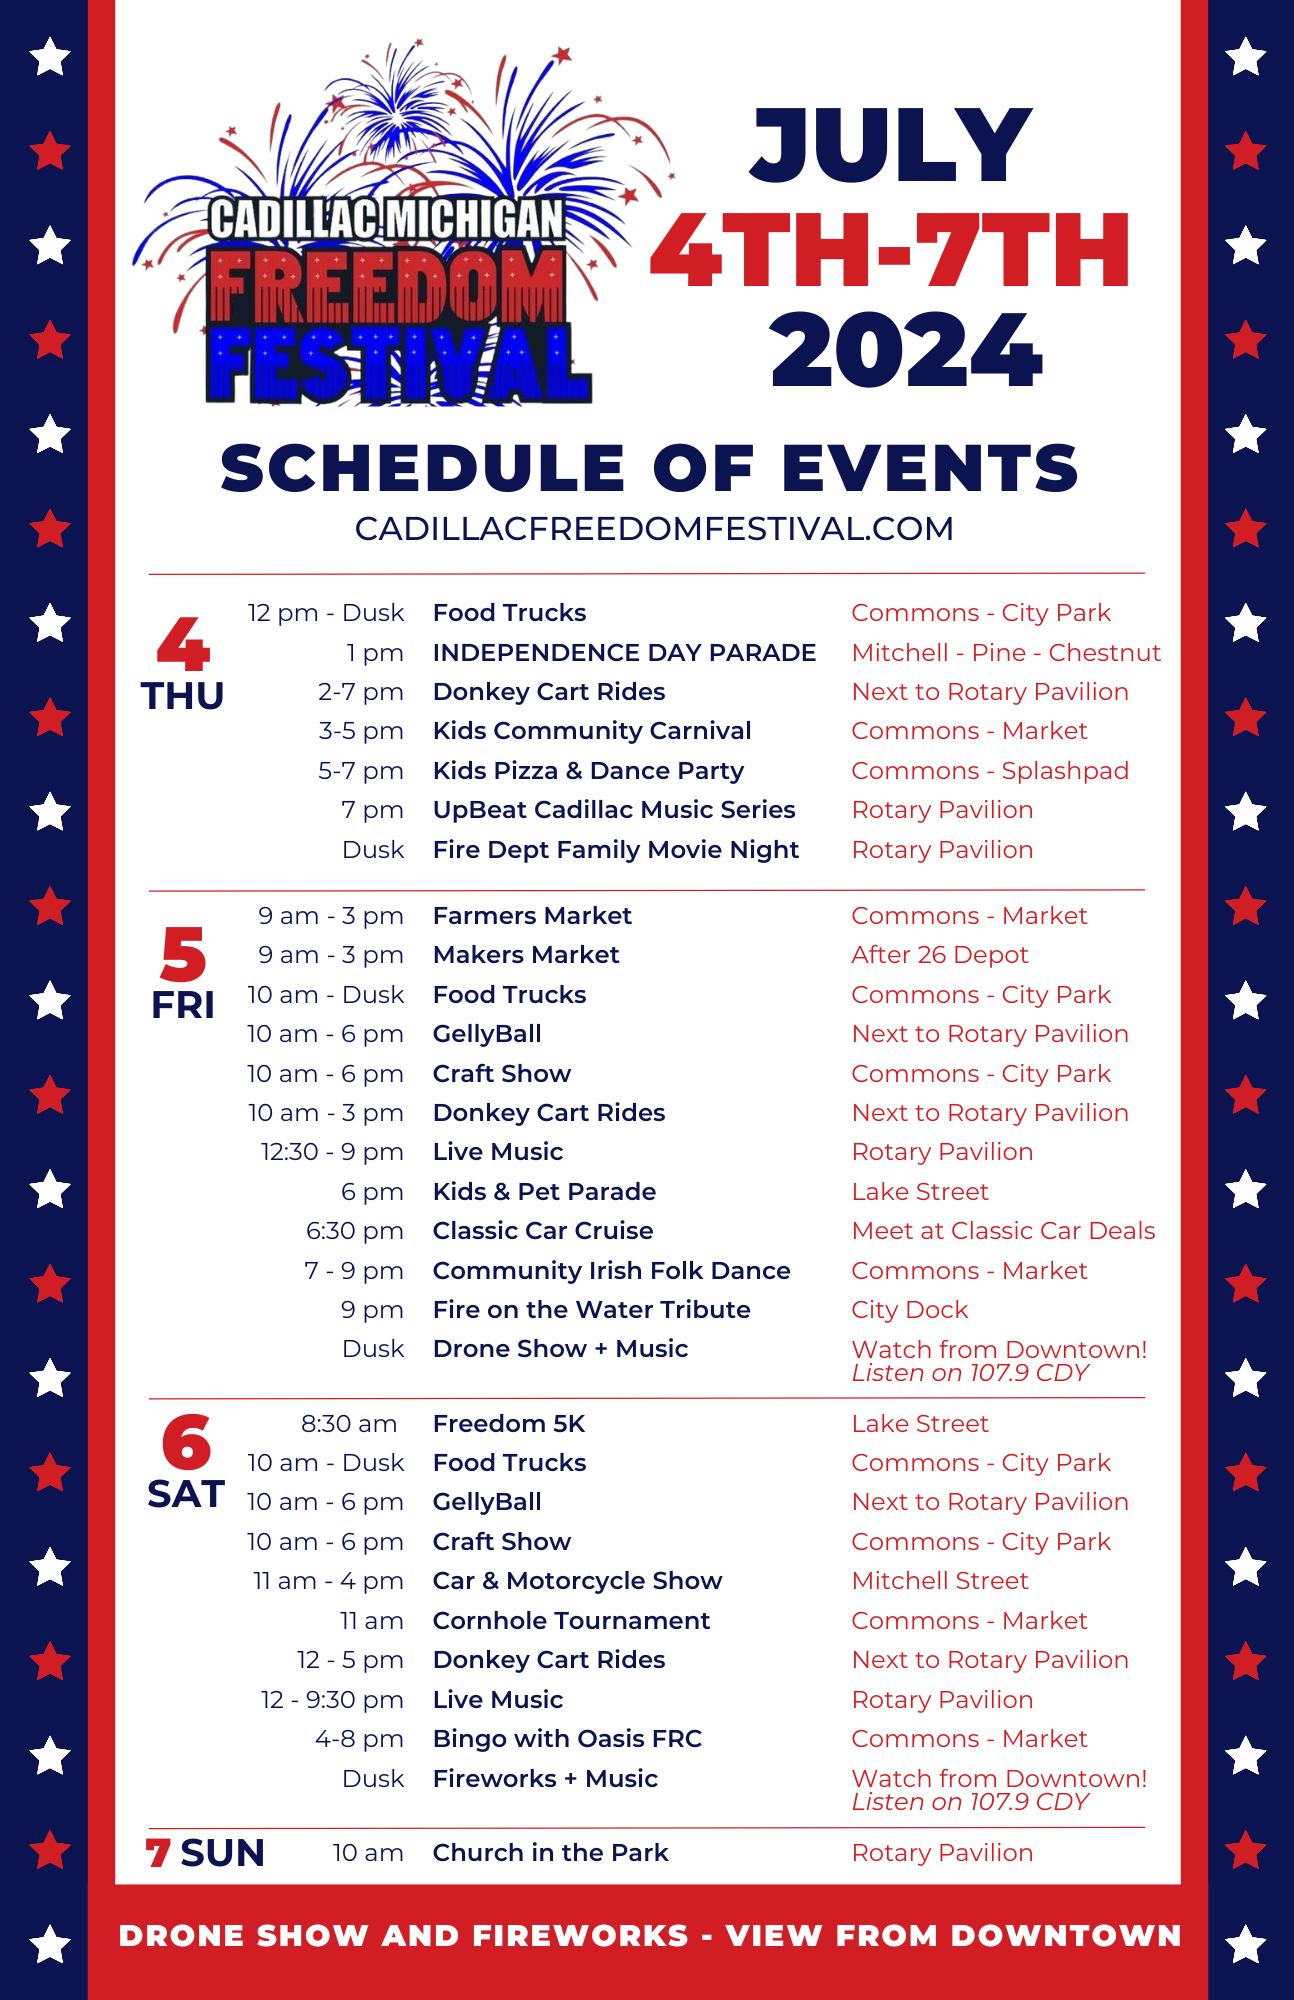 CADILLAC MICHIGAN
FREEDOM
FESTIVAL
JULY
4TH-7TH
2024
SCHEDULE OF EVENTS
CADILLACFREEDOMFESTIVAL.COM
4
THU
12 pm - Dusk Food Trucks Commons - City Park
1 pm INDEPENDENCE DAY PARADE Mitchell - Pine - Chestnut
2-7 pm Donkey Cart Rides Next to Rotary Pavilion
3-5 pm Kids Community Carnival Commons - Market
5-7 pm Kids Pizza & Dance Party Commons - Splashpad
7 pm UpBeat Cadillac Music Series Rotary Pavilion
Dusk Fire Dept Family Movie Night Rotary Pavilion
5
FRI
9 am - 3 pm Farmers Market Commons - Market
9 am - 3 pm Makers Market After 26 Depot
10 am - Dusk Food Trucks Commons - City Park
10 am - 6 pm GellyBall Next to Rotary Pavilion
10 am - 6 pm Craft Show Commons - City Park
10 am - 3 pm Donkey Cart Rides Next to Rotary Pavilion
12:30 - 9 pm Live Music Rotary Pavilion
6 pm Kids & Pet Parade Lake Street
6:30 pm Classic Car Cruise Meet at Classic Car Deals
7 - 9 pm Community Irish Folk Dance Commons - Market
9 pm Fire on the Water Tribute City Dock
Dusk Drone Show + Music Watch from Downtown!
Listen on 107.9 CDY
6
SAT
8:30 am Freedom 5K Lake Street
10 am - Dusk Food Trucks Commons - City Park
10 am - 6 pm GellyBall Next to Rotary Pavilion
10 am - 6 pm Craft Show Commons - City Park
11 am - 4 pm Car & Motorcycle Show Mitchell Street
11 am Cornhole Tournament Commons - Market
12 - 5 pm Donkey Cart Rides Next to Rotary Pavilion
12 - 9:30 pm Live Music Rotary Pavilion
4-8 pm Bingo with Oasis FRC Commons - Market
Dusk Fireworks + Music Watch from Downtown!
Listen on 107.9 CDY
7 SUN 10 am Church in the Park Rotary Pavilion
DRONE SHOW AND FIREWORKS - VIEW FROM DOWNTOWN